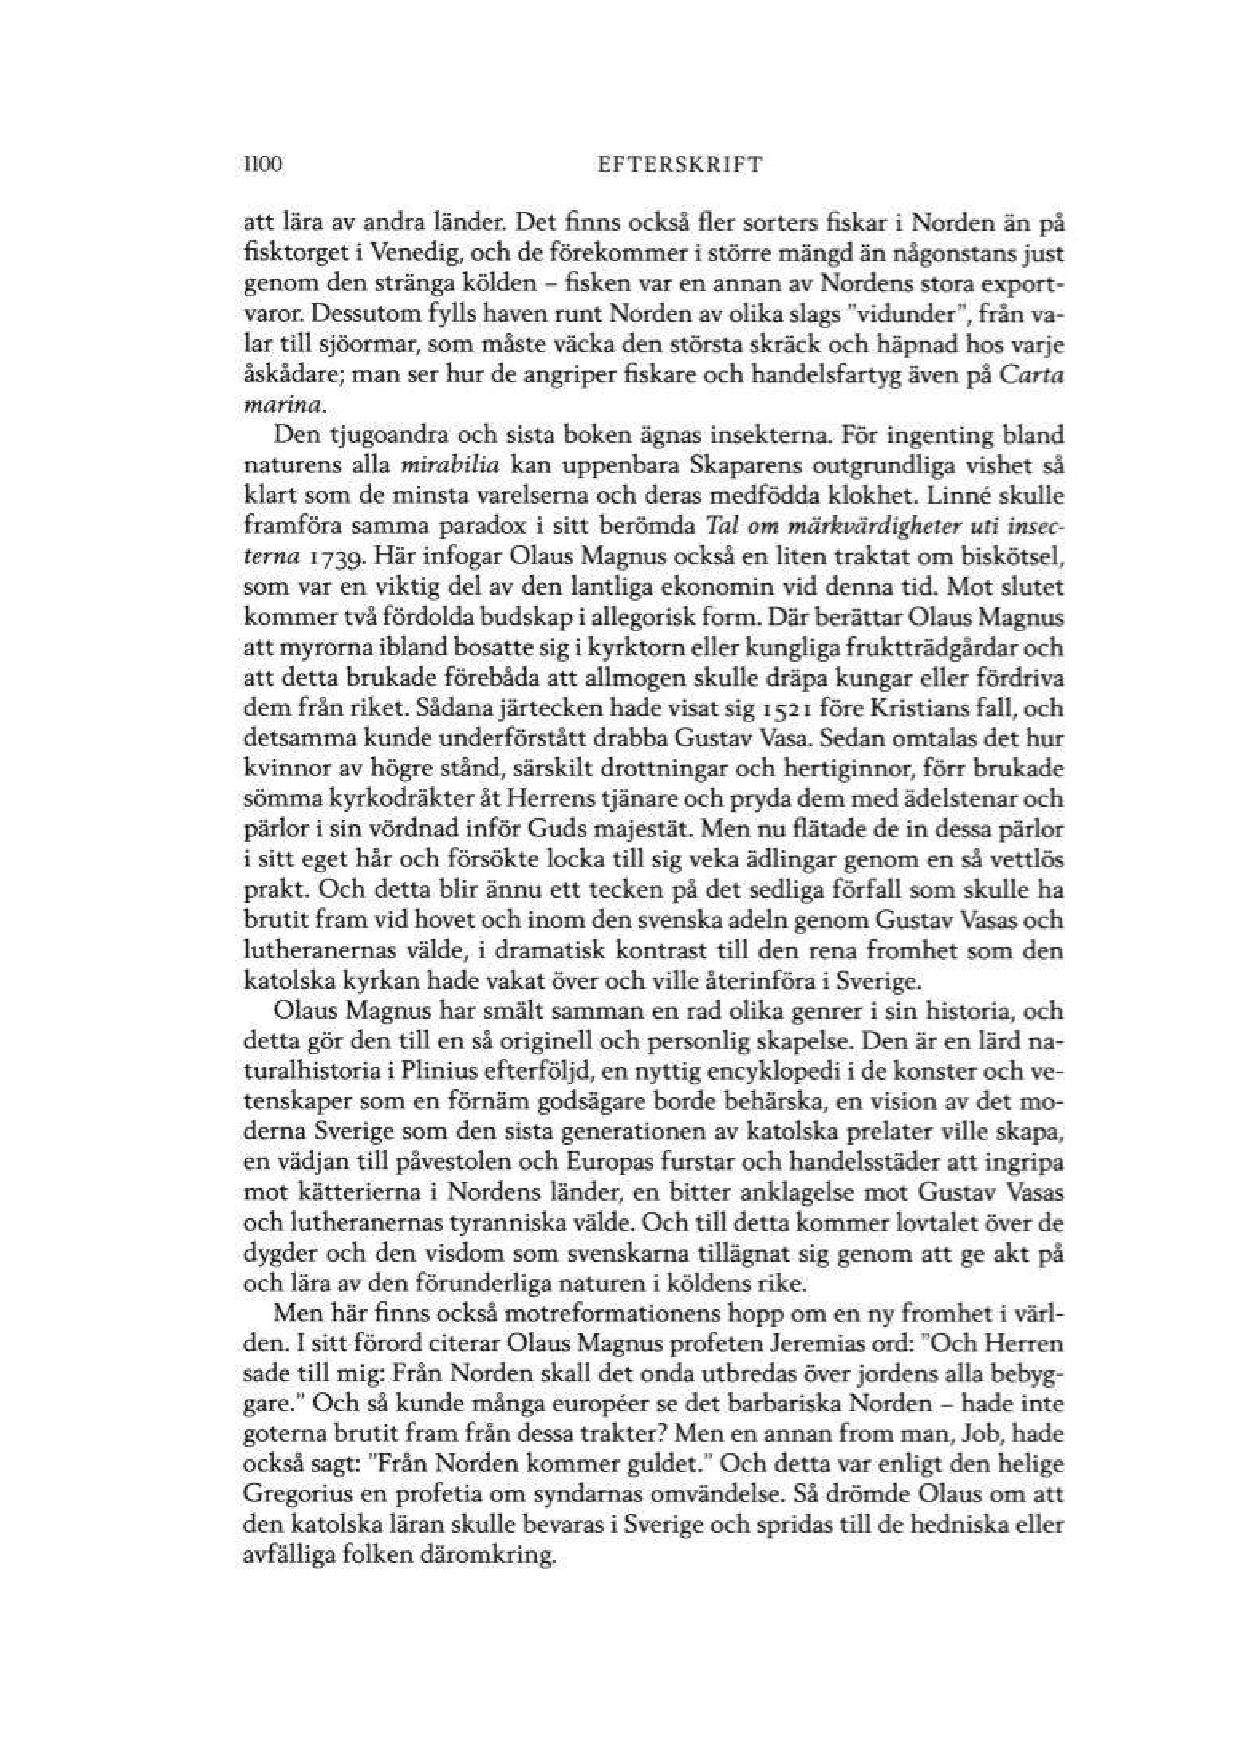 1100 EFTERSKRIFT
att lära av andra länder. Det finns också fler sorters fiskar i Norden än på
fisktorget i Venedig, och de förekommer i större mängd än någonstans just
genom den stränga kölden – fisken var en annan av Nordens stora export-
varor. Dessutom fylls haven runt Norden av olika slags ”vidunder”, från va-
lar till sjöormar, som måste väcka den största skräck och häpnad hos varje
åskådare; man ser hur de angriper fiskare och handelsfartyg även på Carta
marina.
Den tjugoandra och sista boken ägnas insekterna. För ingenting bland
naturens alla mirabilia kan uppenbara Skaparens outgrundliga vishet så
klart som de minsta varelserna och deras medfödda klokhet. Linné skulle
framföra samma paradox i sitt berömda Tal om märkvärdigheter uti insec-
terna 1739. Här infogar Olaus Magnus också en liten traktat om biskötsel,
som var en viktig del av den lantliga ekonomin vid denna tid. Mot slutet
kommer två fördolda budskap i allegorisk form. Där berättar Olaus Magnus
att myrorna ibland bosatte sig i kyrktorn eller kungliga fruktträdgårdar och
att detta brukade förebåda att allmogen skulle dräpa kungar eller fördriva
dem från riket. Sådana järtecken hade visat sig 1521 före Kristians fall, och
detsamma kunde underförstått drabba Gustav Vasa. Sedan omtalas det hur
kvinnor av högre stånd, särskilt drottningar och hertiginnor, förr brukade
sömma kyrkodräkter åt Herrens tjänare och pryda dem med ädelstenar och
pärlor i sin vördnad inför Guds majestät. Men nu flätade de in dessa pärlor
i sitt eget hår och försökte locka till sig veka ädlingar genom en så vettlös
prakt. Och detta blir ännu ett tecken på det sedliga förfall som skulle ha
brutit fram vid hovet och inom den svenska adeln genom Gustav Vasas och
lutheranernas välde, i dramatisk kontrast till den rena fromhet som den
katolska kyrkan hade vakat över och ville återinföra i Sverige.
Olaus Magnus har smält samman en rad olika genrer i sin historia, och
detta gör den till en så originell och personlig skapelse. Den är en lärd na-
turalhistoria i Plinius efterföljd, en nyttig encyklopedi i de konster och ve-
tenskaper som en förnäm godsägare borde behärska, en vision av det mo-
derna Sverige som den sista generationen av katolska prelater ville skapa,
en vädjan till påvestolen och Europas furstar och handelsstäder att ingripa
mot kätterierna i Nordens länder, en bitter anklagelse mot Gustav Vasas
och lutheranernas tyranniska välde. Och till detta kommer lovtalet över de
dygder och den visdom som svenskarna tillägnat sig genom att ge akt på
och lära av den förunderliga naturen i köldens rike.
Men här finns också motreformationens hopp om en ny fromhet i värl-
den. I sitt förord citerar Olaus Magnus profeten Jeremias ord: ”Och Herren
sade till mig: Från Norden skall det onda utbredas över jordens alla bebyg-
gare.” Och så kunde många européer se det barbariska Norden – hade inte
goterna brutit fram från dessa trakter? Men en annan from man, Job, hade
också sagt: ”Från Norden kommer guldet.” Och detta var enligt den helige
Gregorius en profetia om syndarnas omvändelse. Så drömde Olaus om att
den katolska läran skulle bevaras i Sverige och spridas till de hedniska eller
avfälliga folken däromkring.